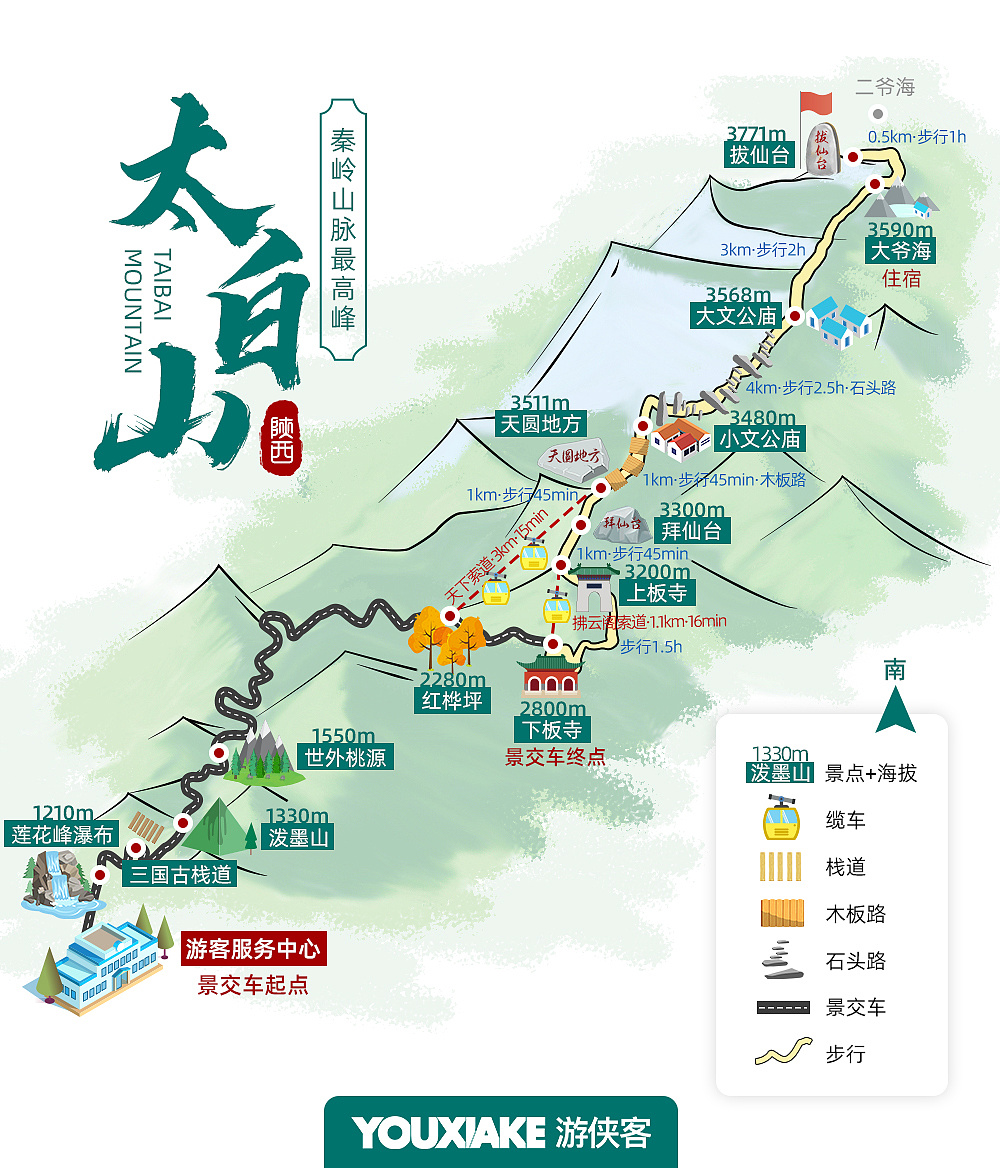 太白山
TAIBAI
MOUNTAIN
陕西
秦岭山脉最高峰
二爷海
0.5km·步行1h
3771m
拔仙台
拔仙台
3590m
大爷海
住宿
3km·步行2h
3568m
大文公庙
4km·步行2.5h·石头路
3511m
天圆地方
天圆地方
3480m
小文公庙
1km·步行45min·木板路
1km·步行45min
3300m
拜仙台
拜仙台
1km·步行45min
天下索道·3km·15min
3200m
上板寺
拂云阁索道·1.1km·16min
步行1.5h
2280m
红桦坪
2800m
下板寺
景交车终点
1550m
世外桃源
1330m
泼墨山
1210m
莲花峰瀑布
三国古栈道
游客服务中心
景交车起点
南
1330m
泼墨山 景点+海拔
缆车
栈道
木板路
石头路
景交车
步行
YOUXIAKE 游侠客